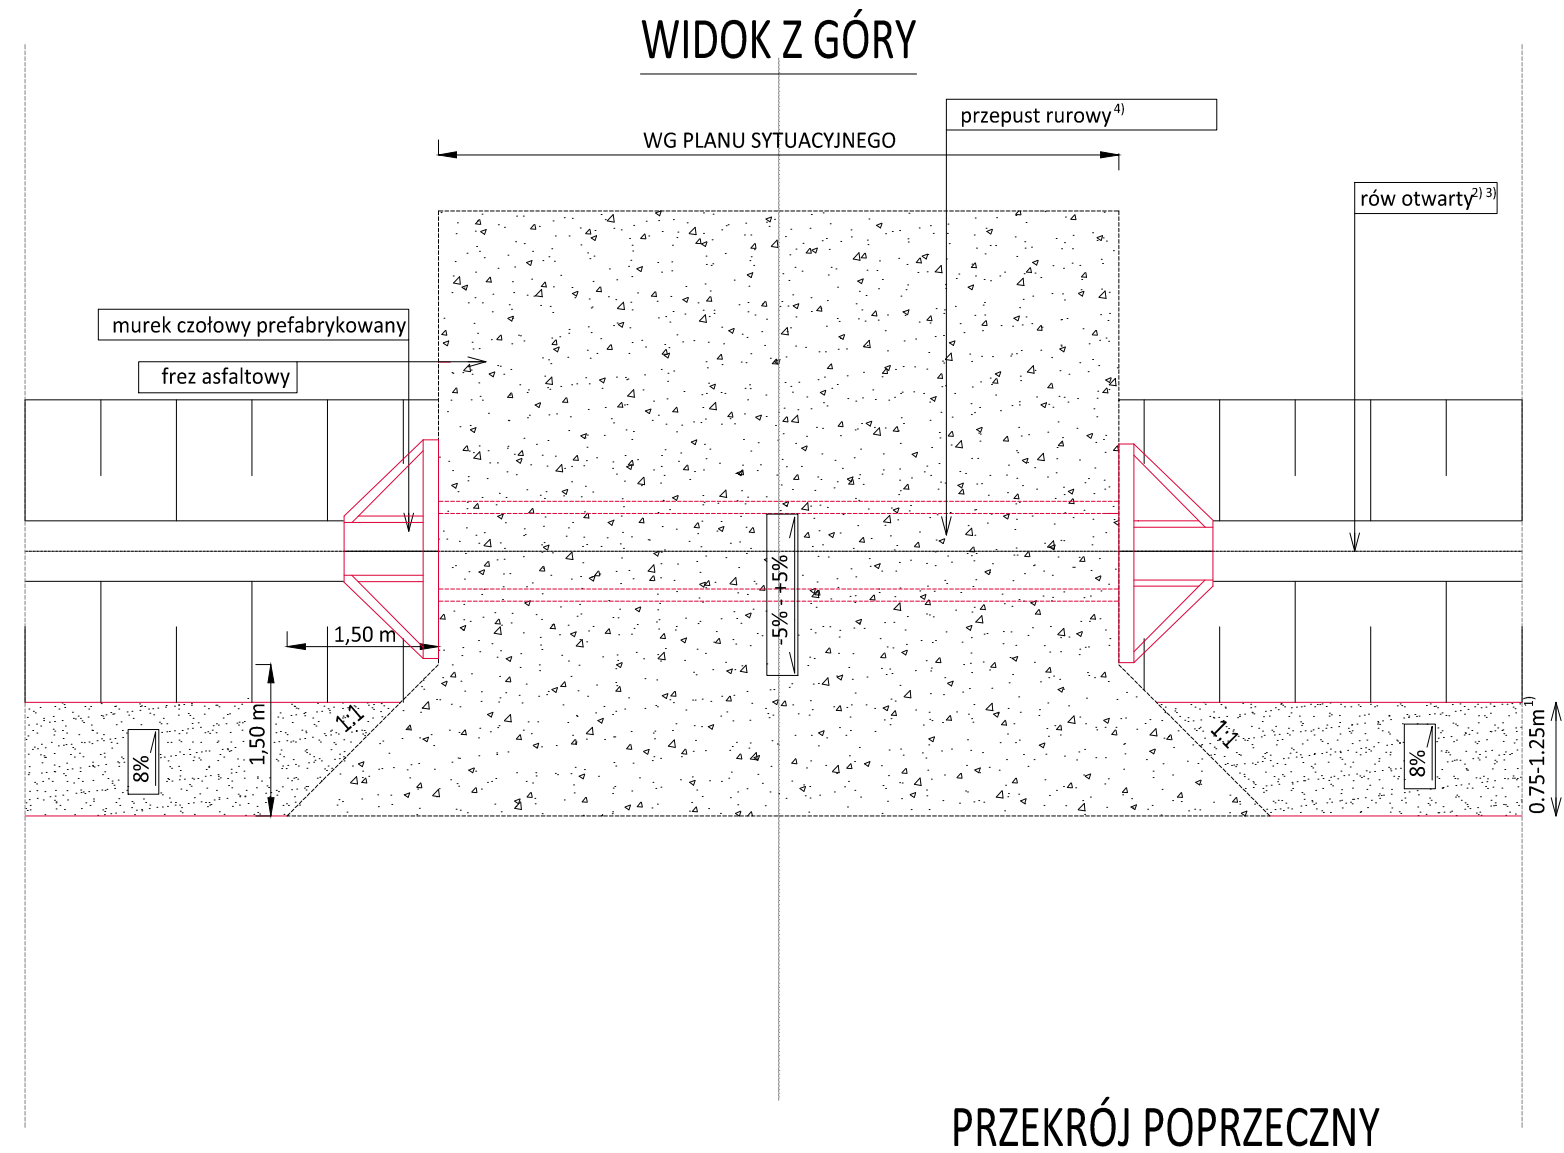 WIDOK Z GÓRY
przepust rurowy 4)
WG PLANU SYTUACYJNEGO
rów otwarty 2) 3)
murek czołowy prefabrykowany
frez asfaltowy
-5% - +5%
1,50 m
1:1
1:1
1,50 m
8%
8%
0.75-1.25m 1)
PRZEKRÓJ POPRZECZNY